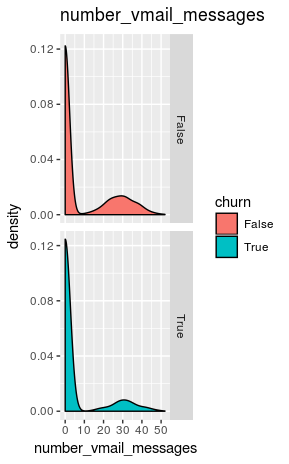 number_vmail_messages
0.12
0.08
0.04
0.00
False
0.12
0.08
0.04
0.00
True
density
0 10 20 30 40 50
number_vmail_messages
churn
False
True